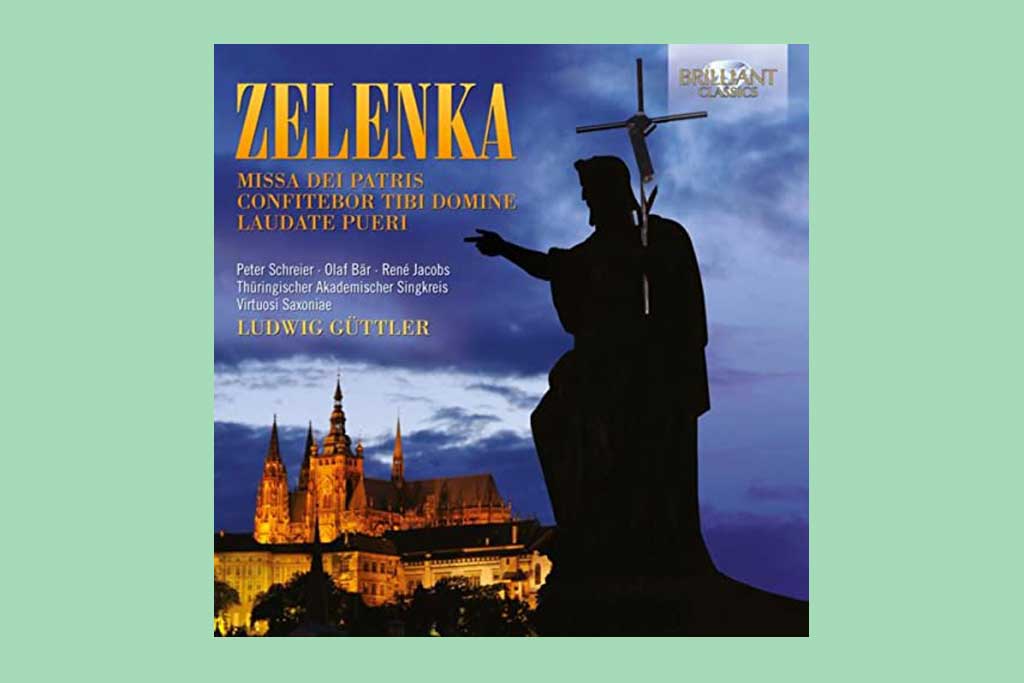 BRILLIANT
CLASSICS
ZELENKA
MISSA DEI PATRIS
CONFITEBOR TIBI DOMINE
LAUDATE PUERI
Peter Schreier · Olaf Bär · René Jacobs
Thüringischer Akademischer Singkreis
Virtuosi Saxoniae
LUDWIG GÜTTLER